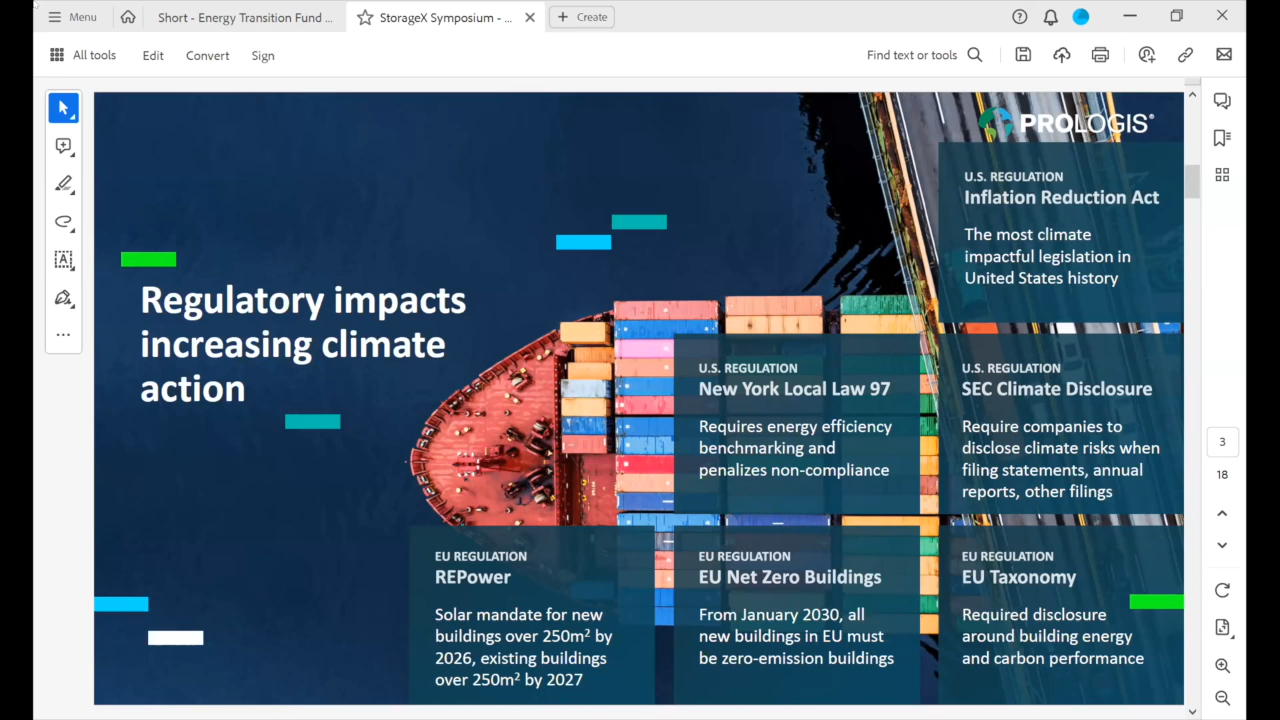 Menu
Short - Energy Transition Fund ...
StorageX Symposium - ...
Create
All tools
Edit
Convert
Sign
Find text or tools
PROLOGIS®
U.S. REGULATION
Inflation Reduction Act
The most climate
impactful legislation in
United States history
Regulatory impacts
increasing climate
action
U.S. REGULATION
New York Local Law 97
Requires energy efficiency
benchmarking and
penalizes non-compliance
U.S. REGULATION
SEC Climate Disclosure
Require companies to
disclose climate risks when
filing statements, annual
reports, other filings
EU REGULATION
REPower
Solar mandate for new
buildings over 250m² by
2026, existing buildings
over 250m² by 2027
EU REGULATION
EU Net Zero Buildings
From January 2030, all
new buildings in EU must
be zero-emission buildings
EU REGULATION
EU Taxonomy
Required disclosure
around building energy
and carbon performance
3
18